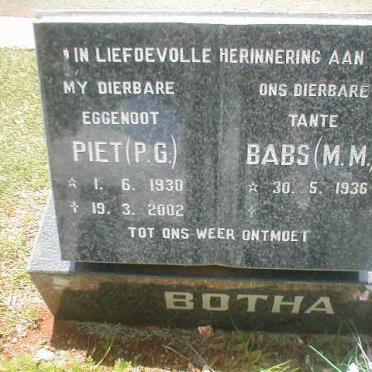 IN LIEFDEVOLLE HERINNERING AAN
MY DIERBARE
EGGENOOT
PIET (P.G.)
☆ 1. 6. 1930
✝ 19. 3. 2002
ONS DIERBARE
TANTE
BABS (M.M.)
☆ 30. 5. 1936
✝
TOT ONS WEER ONTMOET
BOTHA